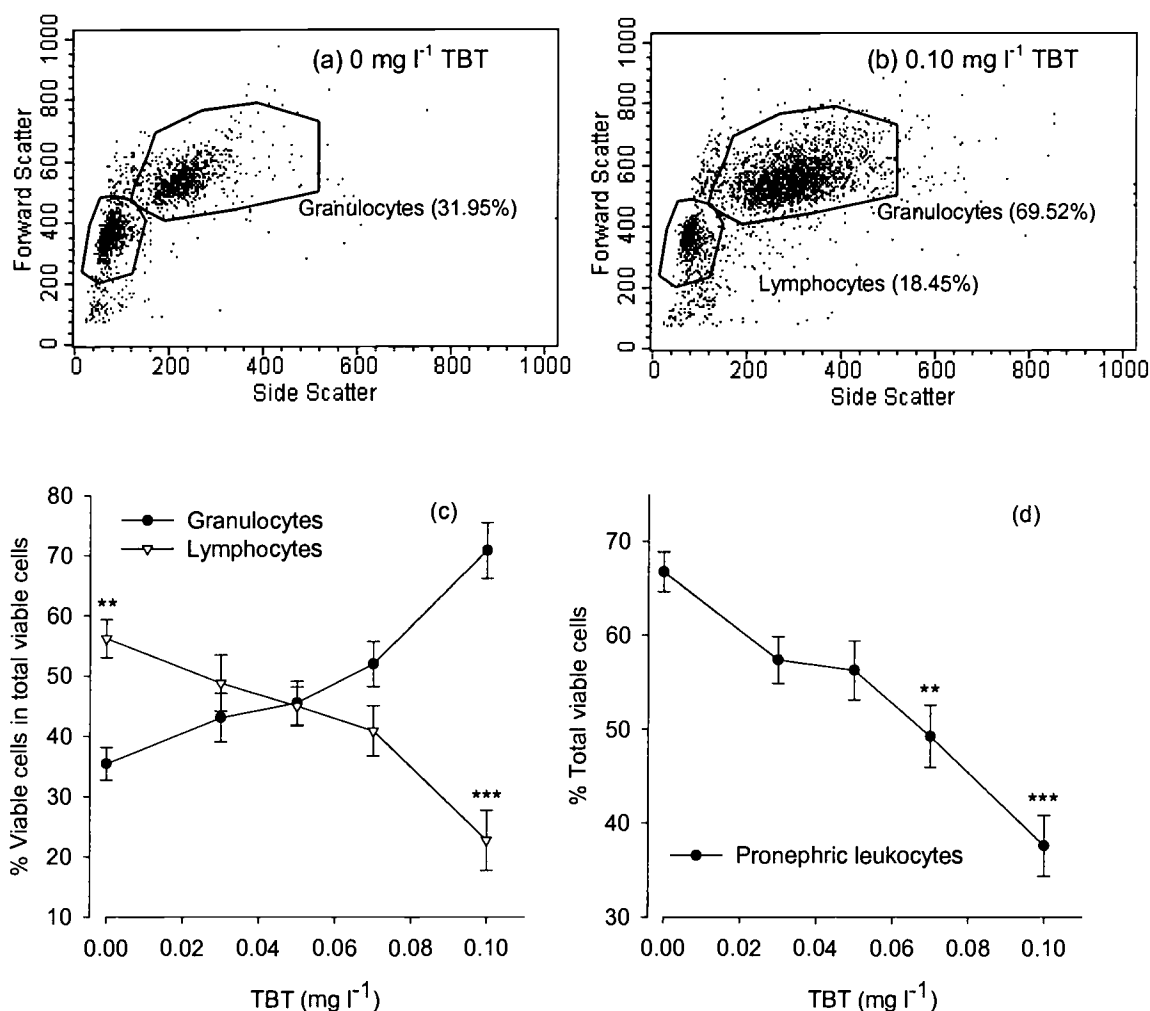 (a) 0 mg l⁻¹ TBT
Forward Scatter
1000
800
600
400
200
0
Granulocytes (31.95%)
0 200 400 600 800 1000
Side Scatter
(b) 0.10 mg l⁻¹ TBT
Forward Scatter
1000
800
600
400
200
0
Granulocytes (69.52%)
Lymphocytes (18.45%)
0 200 400 600 800 1000
Side Scatter
(c)
Granulocytes
Lymphocytes
% Viable cells in total viable cells
80
70
60
50
40
30
20
10
**
***
0.00 0.02 0.04 0.06 0.08 0.10
TBT (mg l⁻¹)
(d)
% Total viable cells
70
60
50
40
30
**
***
Pronephric leukocytes
0.00 0.02 0.04 0.06 0.08 0.10
TBT (mg l⁻¹)